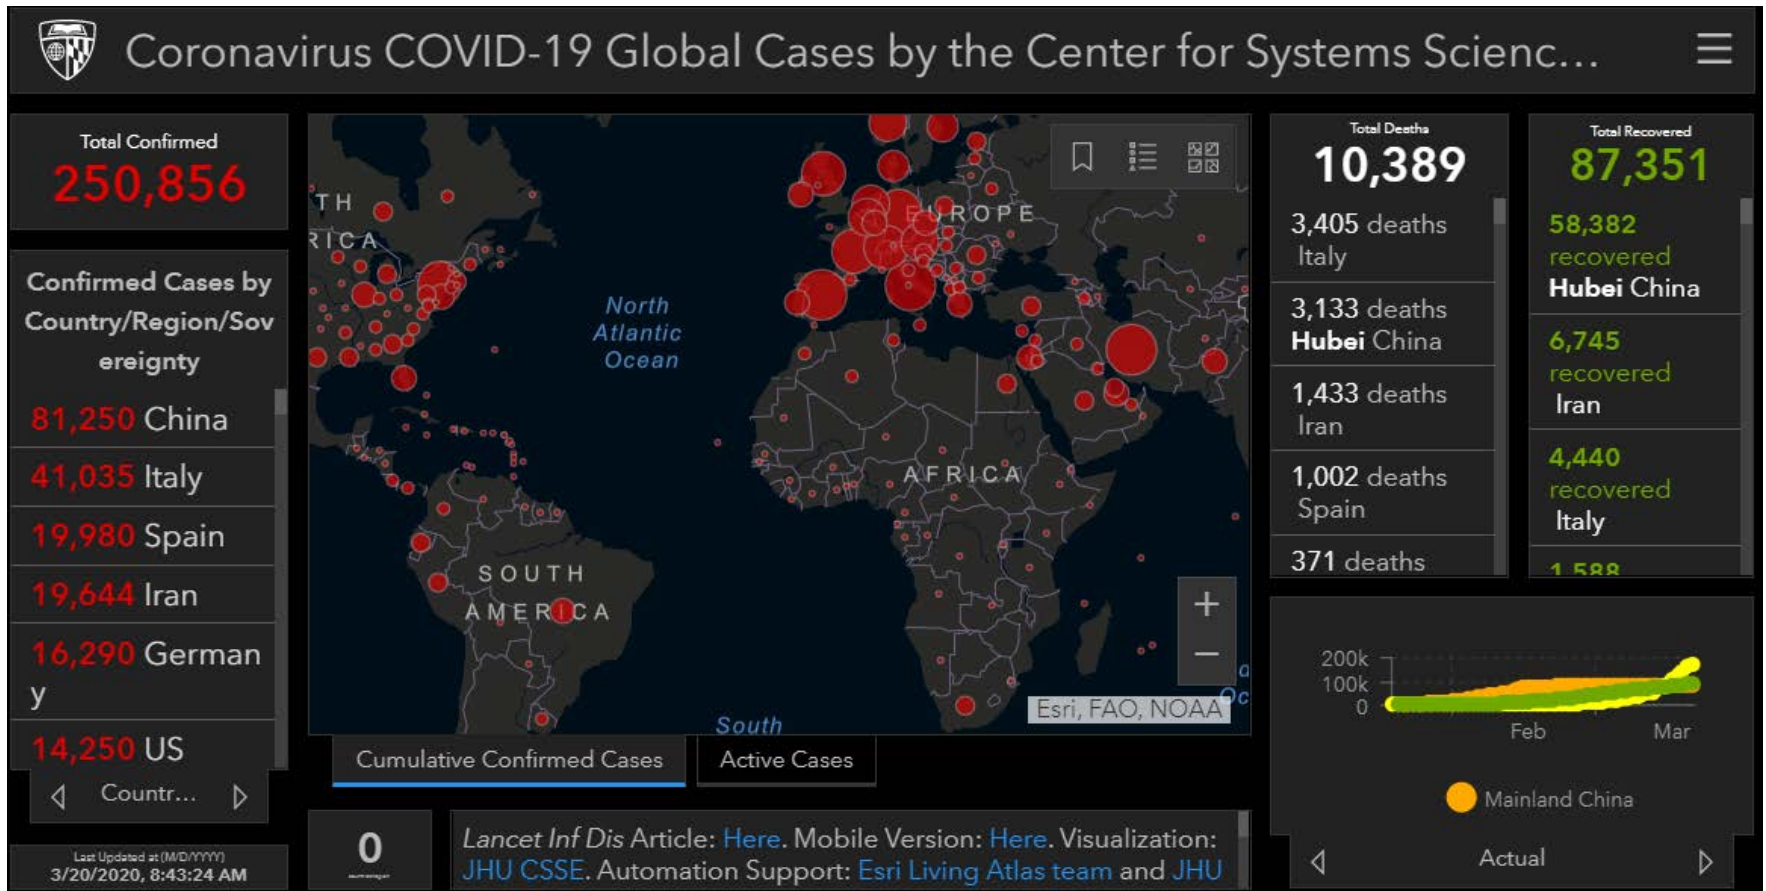 Coronavirus COVID-19 Global Cases by the Center for Systems Scienc...
Total Confirmed
250,856
Confirmed Cases by
Country/Region/Sov
ereignty
81,250 China
41,035 Italy
19,980 Spain
19,644 Iran
16,290 German
y
14,250 US
Countr...
Last Updated at (M/D/YYYY)
3/20/2020, 8:43:24 AM
TH
RICA
North
Atlantic
Ocean
EUROPE
AFRICA
SOUTH
AMERICA
South
Oc
Esri, FAO, NOAA
Cumulative Confirmed Cases
Active Cases
0
Lancet Inf Dis Article: Here. Mobile Version: Here. Visualization:
JHU CSSE. Automation Support: Esri Living Atlas team and JHU
Total Deaths
10,389
3,405 deaths
Italy
3,133 deaths
Hubei China
1,433 deaths
Iran
1,002 deaths
Spain
371 deaths
Total Recovered
87,351
58,382
recovered
Hubei China
6,745
recovered
Iran
4,440
recovered
Italy
1,588
200k
100k
0
Feb
Mar
Mainland China
Actual